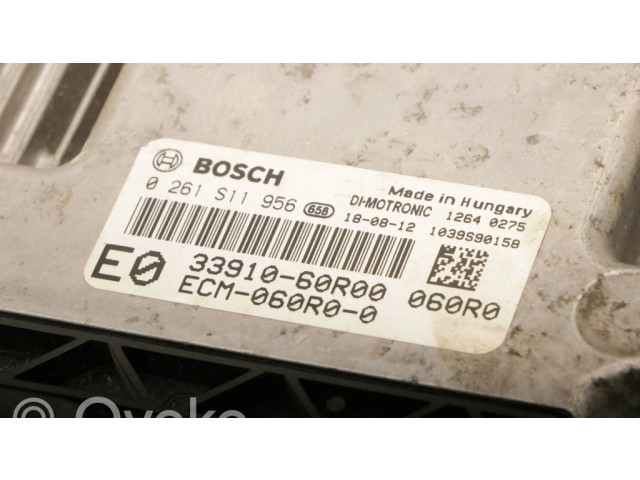 BOSCH
Made in Hungary
0 261 S11 956 658 DI-MOTRONIC 1264 0275
18-08-12 1039S90158
E0 33910-60R00 060R0
ECM-060R0-0
Ovoko